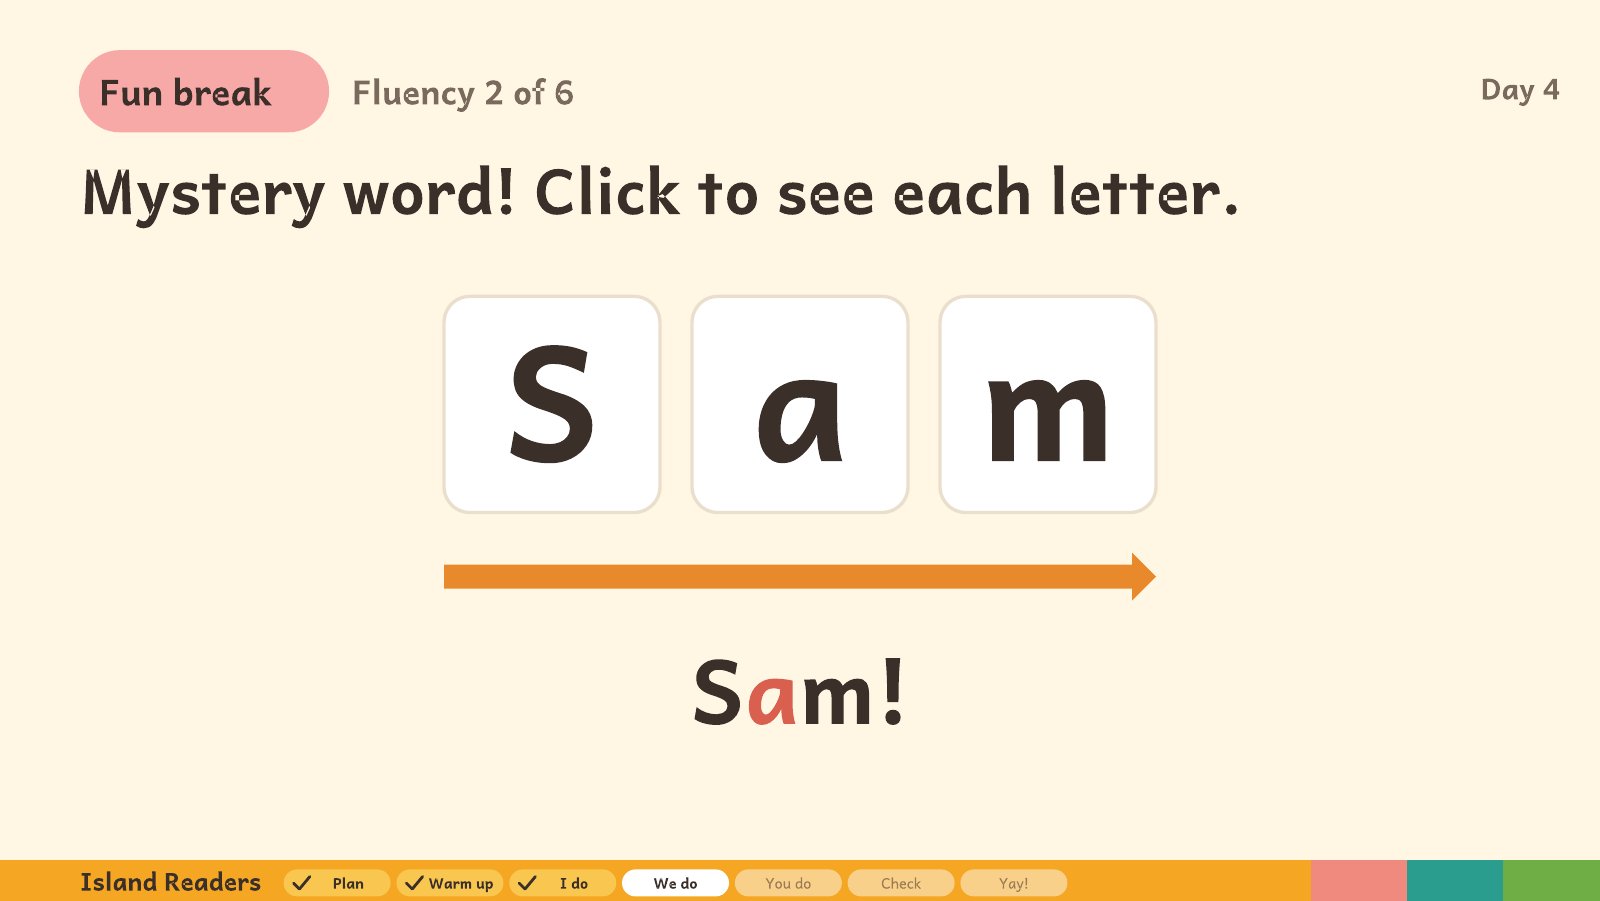 Fun break
Fluency 2 of 6
Day 4
Mystery word! Click to see each letter.
S a m
Sam!
Island Readers
Plan
Warm up
I do
We do
You do
Check
Yay!